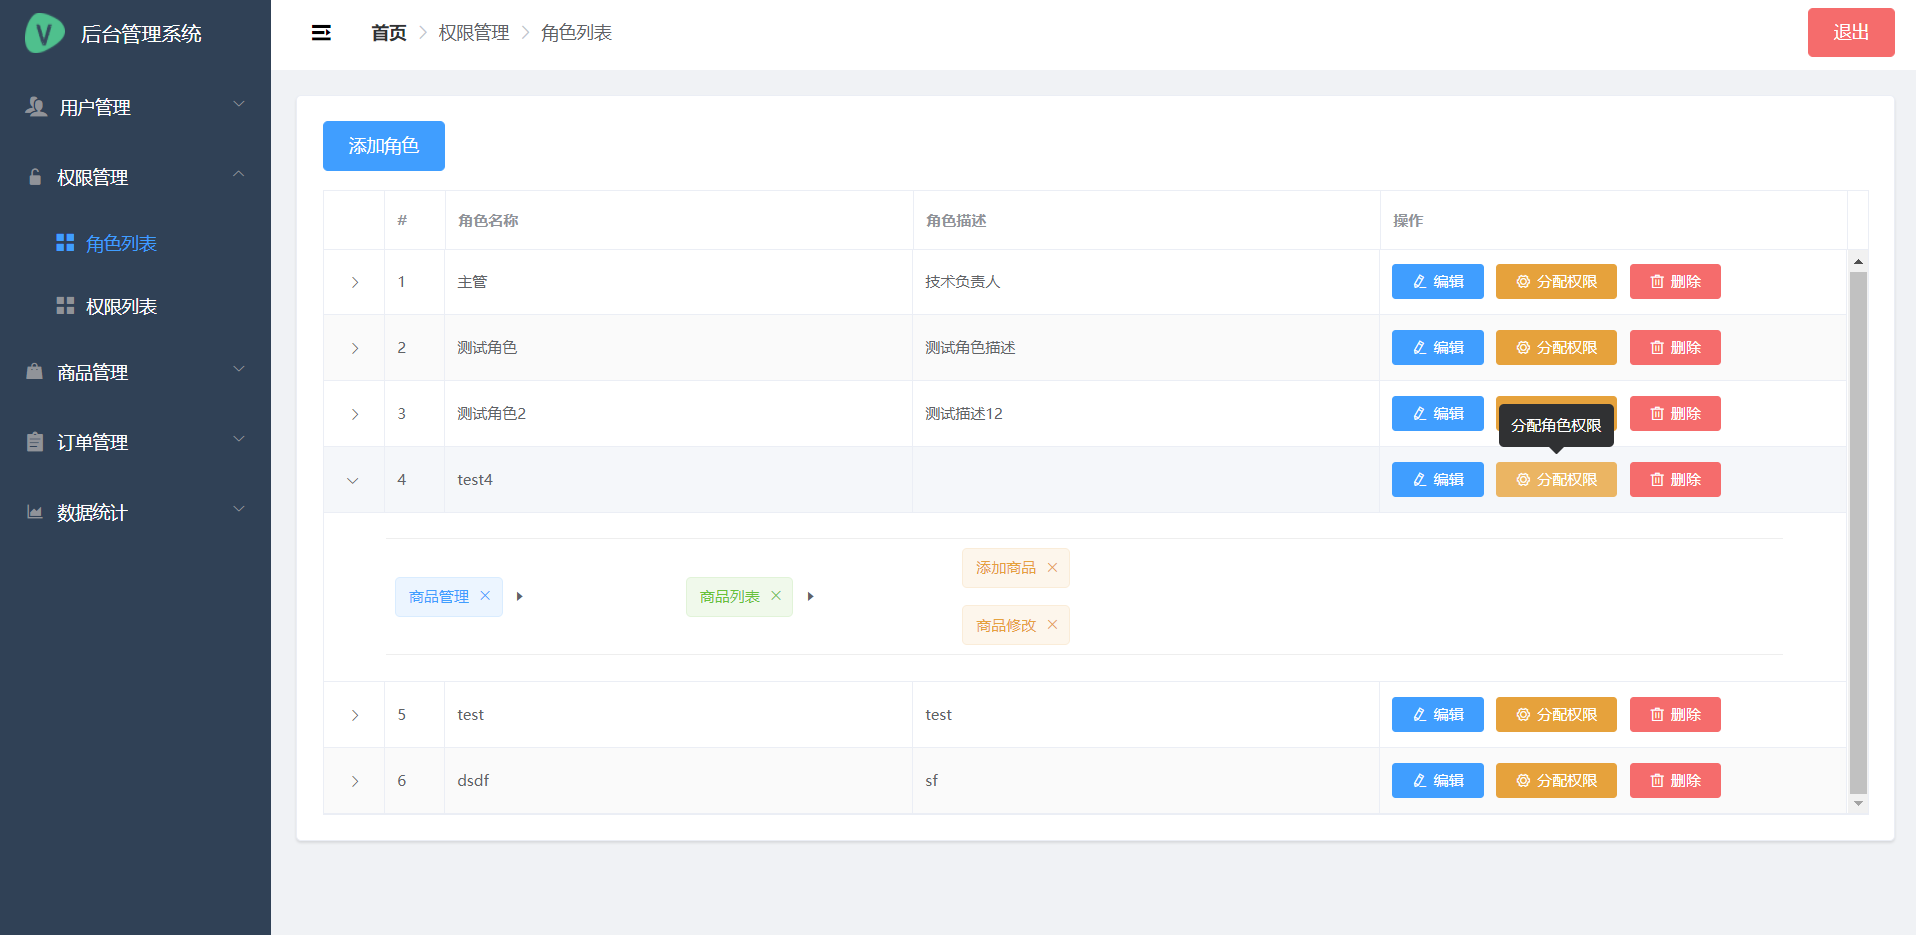 后台管理系统
首页 权限管理 角色列表
退出
用户管理
权限管理
角色列表
权限列表
商品管理
订单管理
数据统计
添加角色
# 角色名称 角色描述 操作
1 主管 技术负责人 编辑 分配权限 删除
2 测试角色 测试角色描述 编辑 分配权限 删除
3 测试角色2 测试描述12 编辑 删除
分配角色权限
4 test4 编辑 分配权限 删除
商品管理 商品列表 添加商品
商品修改
5 test test 编辑 分配权限 删除
6 dsdf sf 编辑 分配权限 删除